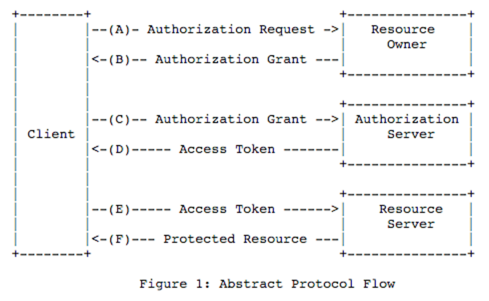 +--------+                               +---------------+
|        |--(A)- Authorization Request ->|   Resource    |
|        |                               |     Owner     |
|        |<-(B)-- Authorization Grant ---|               |
|        |                               +---------------+
|        |
|        |                               +---------------+
|        |--(C)-- Authorization Grant -->| Authorization |
| Client |                               |     Server    |
|        |<-(D)----- Access Token -------|               |
|        |                               +---------------+
|        |
|        |                               +---------------+
|        |--(E)----- Access Token ------>|    Resource   |
|        |                               |     Server    |
|        |<-(F)--- Protected Resource ---|               |
+--------+                               +---------------+
Figure 1: Abstract Protocol Flow